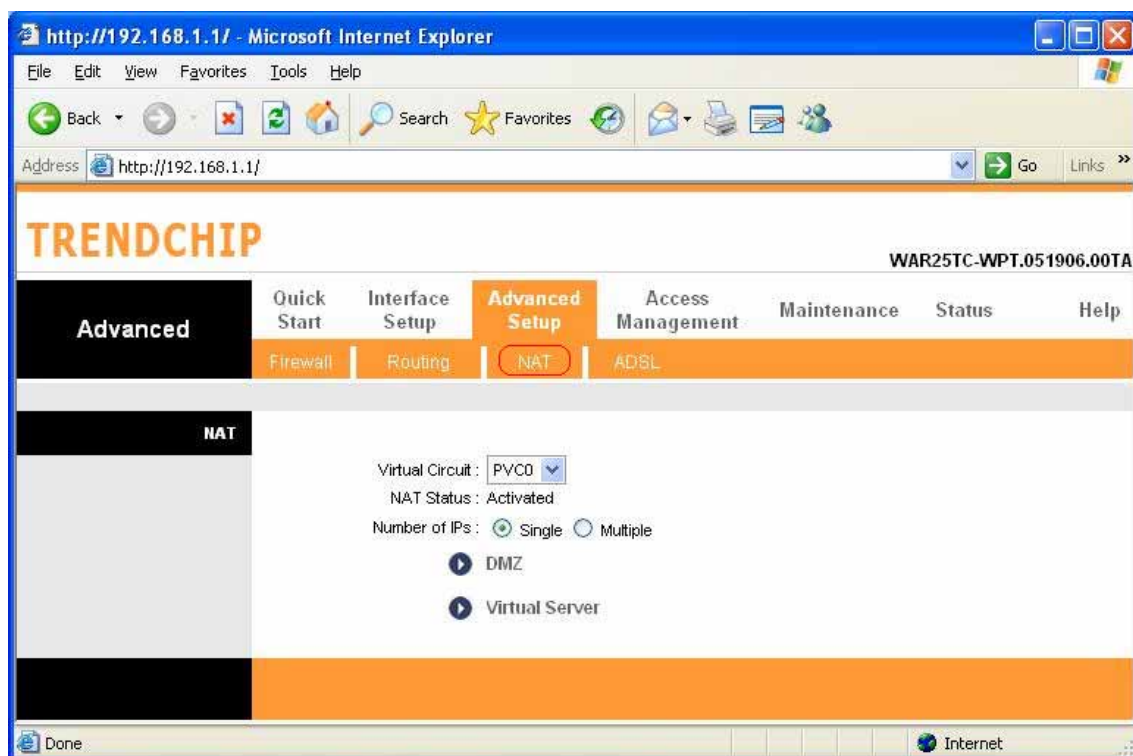 http://192.168.1.1/ - Microsoft Internet Explorer
File Edit View Favorites Tools Help
Back Search Favorites
Address http://192.168.1.1/ Go Links »
TRENDCHIP
WAR25TC-WPT.051906.00TA
Advanced
Quick Start
Interface Setup
Advanced Setup
Access Management
Maintenance
Status
Help
Firewall Routing NAT ADSL
NAT
Virtual Circuit : PVC0
NAT Status : Activated
Number of IPs : Single Multiple
DMZ
Virtual Server
Done Internet